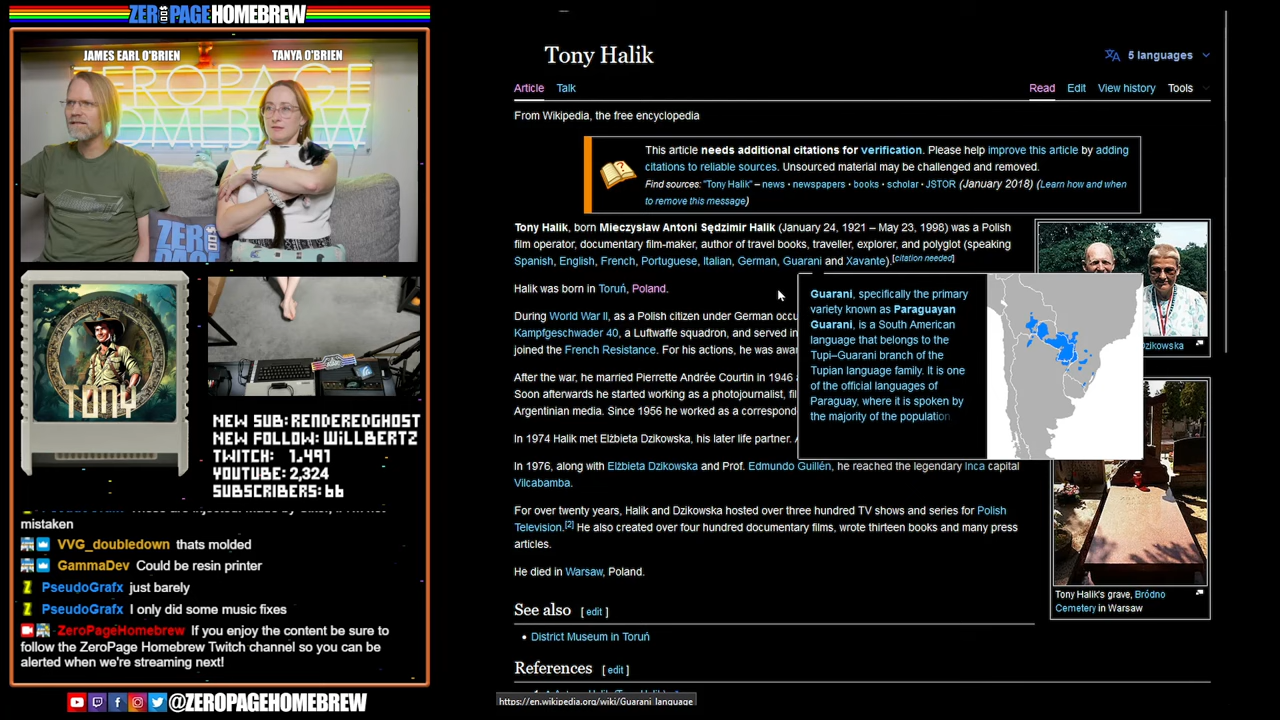 ZEROPAGE HOMEBREW
JAMES EARL O'BRIEN
TANYA O'BRIEN
ZEROPAGE
HOMEBREW
ZERO
PAGE
TONY
NEW SUB: RENDEREDGHOST
NEW FOLLOW: WILLBERTZ
TWITCH: 1,491
YOUTUBE: 2,324
SUBSCRIBERS: 66
mistaken
VVG_doubledown thats molded
GammaDev Could be resin printer
PseudoGrafx just barely
PseudoGrafx I only did some music fixes
ZeroPageHomebrew If you enjoy the content be sure to
follow the ZeroPage Homebrew Twitch channel so you can be
alerted when we're streaming next!
@ZEROPAGEHOMEBREW
Tony Halik
5 languages
Article Talk
Read Edit View history Tools
From Wikipedia, the free encyclopedia
This article needs additional citations for verification. Please help improve this article by adding
citations to reliable sources. Unsourced material may be challenged and removed.
Find sources: "Tony Halik" – news · newspapers · books · scholar · JSTOR (January 2018) (Learn how and when
to remove this message)
Tony Halik, born Mieczysław Antoni Sędzimir Halik (January 24, 1921 – May 23, 1998) was a Polish
film operator, documentary film-maker, author of travel books, traveller, explorer, and polyglot (speaking
Spanish, English, French, Portuguese, Italian, German, Guarani and Xavante).[citation needed]
Halik was born in Toruń, Poland.
During World War II, as a Polish citizen under German occu
Kampfgeschwader 40, a Luftwaffe squadron, and served in
joined the French Resistance. For his actions, he was awar
After the war, he married Pierrette Andrée Courtin in 1946
Soon afterwards he started working as a photojournalist, fil
Argentinian media. Since 1956 he worked as a correspond
In 1974 Halik met Elżbieta Dzikowska, his later life partner.
In 1976, along with Elżbieta Dzikowska and Prof. Edmundo Guillén, he reached the legendary Inca capital
Vilcabamba.
For over twenty years, Halik and Dzikowska hosted over three hundred TV shows and series for Polish
Television.[2] He also created over four hundred documentary films, wrote thirteen books and many press
articles.
He died in Warsaw, Poland.
See also [ edit ]
• District Museum in Toruń
References [ edit ]
Guarani, specifically the primary
variety known as Paraguayan
Guarani, is a South American
language that belongs to the
Tupi–Guarani branch of the
Tupian language family. It is one
of the official languages of
Paraguay, where it is spoken by
the majority of the population
Dzikowska
Tony Halik's grave, Bródno
Cemetery in Warsaw
https://en.wikipedia.org/wiki/Guarani_language